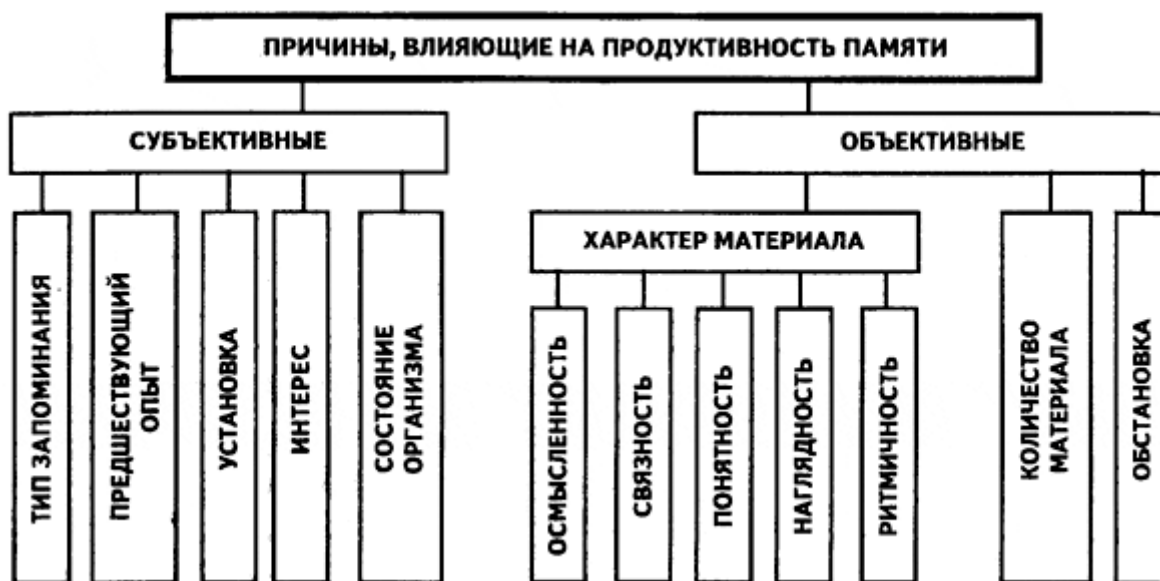 ПРИЧИНЫ, ВЛИЯЮЩИЕ НА ПРОДУКТИВНОСТЬ ПАМЯТИ
СУБЪЕКТИВНЫЕ
ОБЪЕКТИВНЫЕ
ТИП ЗАПОМИНАНИЯ
ПРЕДШЕСТВУЮЩИЙ
ОПЫТ
УСТАНОВКА
ИНТЕРЕС
СОСТОЯНИЕ
ОРГАНИЗМА
ХАРАКТЕР МАТЕРИАЛА
ОСМЫСЛЕННОСТЬ
СВЯЗНОСТЬ
ПОНЯТНОСТЬ
НАГЛЯДНОСТЬ
РИТМИЧНОСТЬ
КОЛИЧЕСТВО
МАТЕРИАЛА
ОБСТАНОВКА